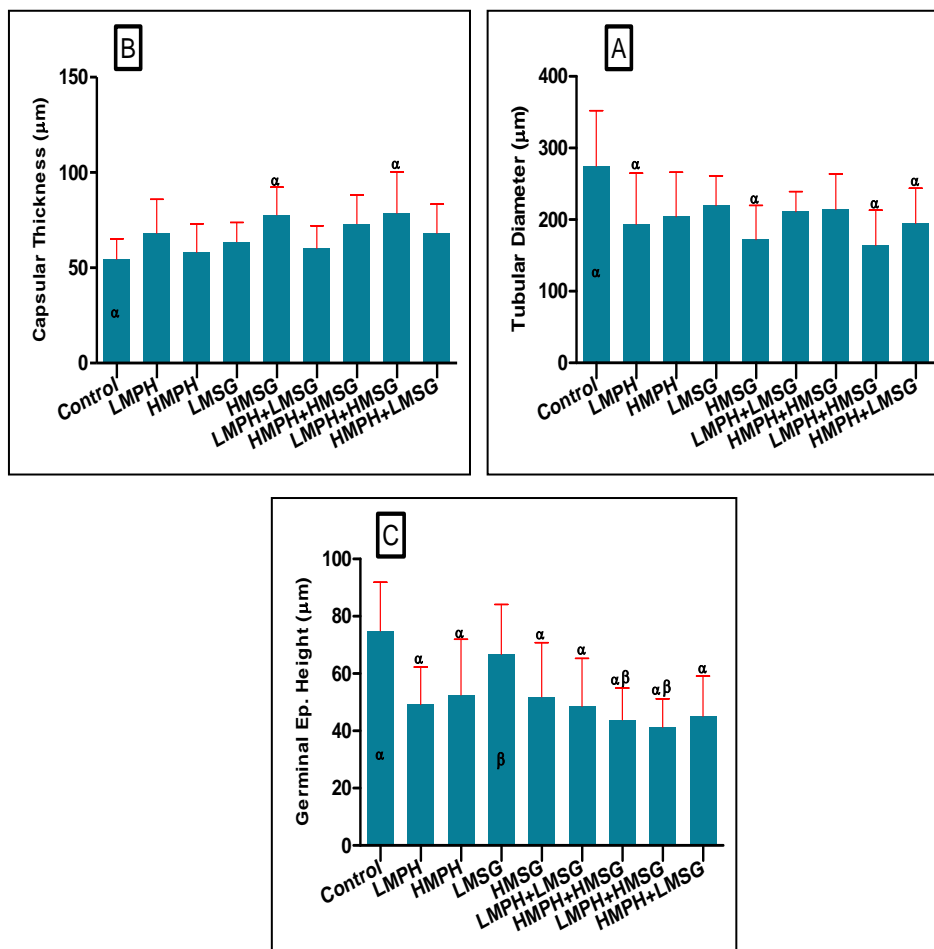 B
Capsular Thickness (µm)
150
100
50
0
α
α
α
Control
LMPH
HMPH
LMSG
HMSG
LMPH+LMSG
HMPH+HMSG
LMPH+HMSG
HMPH+LMSG
A
Tubular Diameter (µm)
400
300
200
100
0
α
α
α
α
α
Control
LMPH
HMPH
LMSG
HMSG
LMPH+LMSG
HMPH+HMSG
LMPH+HMSG
HMPH+LMSG
C
Germinal Ep. Height (µm)
100
80
60
40
20
0
α
α
α
β
α
α
αβ
αβ
α
Control
LMPH
HMPH
LMSG
HMSG
LMPH+LMSG
HMPH+HMSG
LMPH+HMSG
HMPH+LMSG